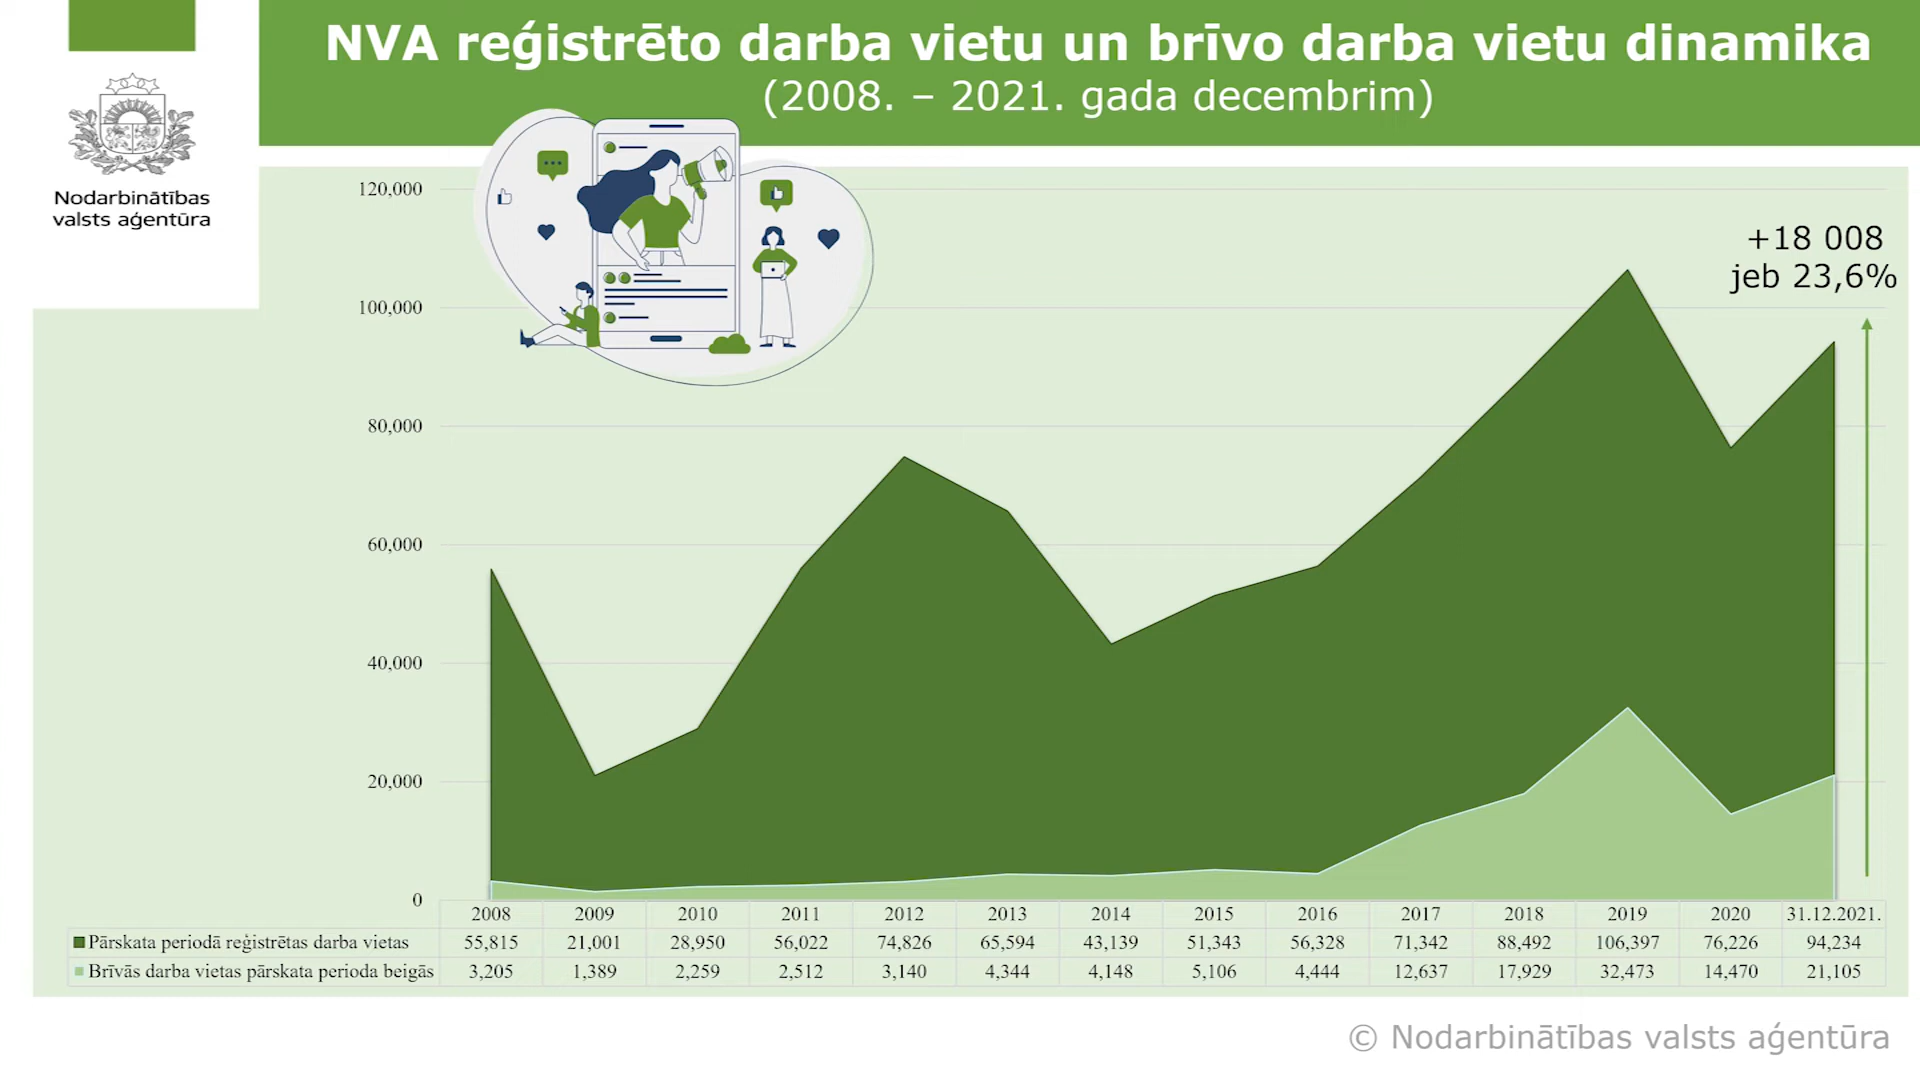 NVA reģistrēto darba vietu un brīvo darba vietu dinamika
(2008. – 2021. gada decembrim)
Nodarbinātības
valsts aģentūra
+18 008
jeb 23,6%
120,000
100,000
80,000
60,000
40,000
20,000
0
2008 2009 2010 2011 2012 2013 2014 2015 2016 2017 2018 2019 2020 31.12.2021.
Pārskata periodā reģistrētas darba vietas 55,815 21,001 28,950 56,022 74,826 65,594 43,139 51,343 56,328 71,342 88,492 106,397 76,226 94,234
Brīvās darba vietas pārskata perioda beigās 3,205 1,389 2,259 2,512 3,140 4,344 4,148 5,106 4,444 12,637 17,929 32,473 14,470 21,105
© Nodarbinātības valsts aģentūra